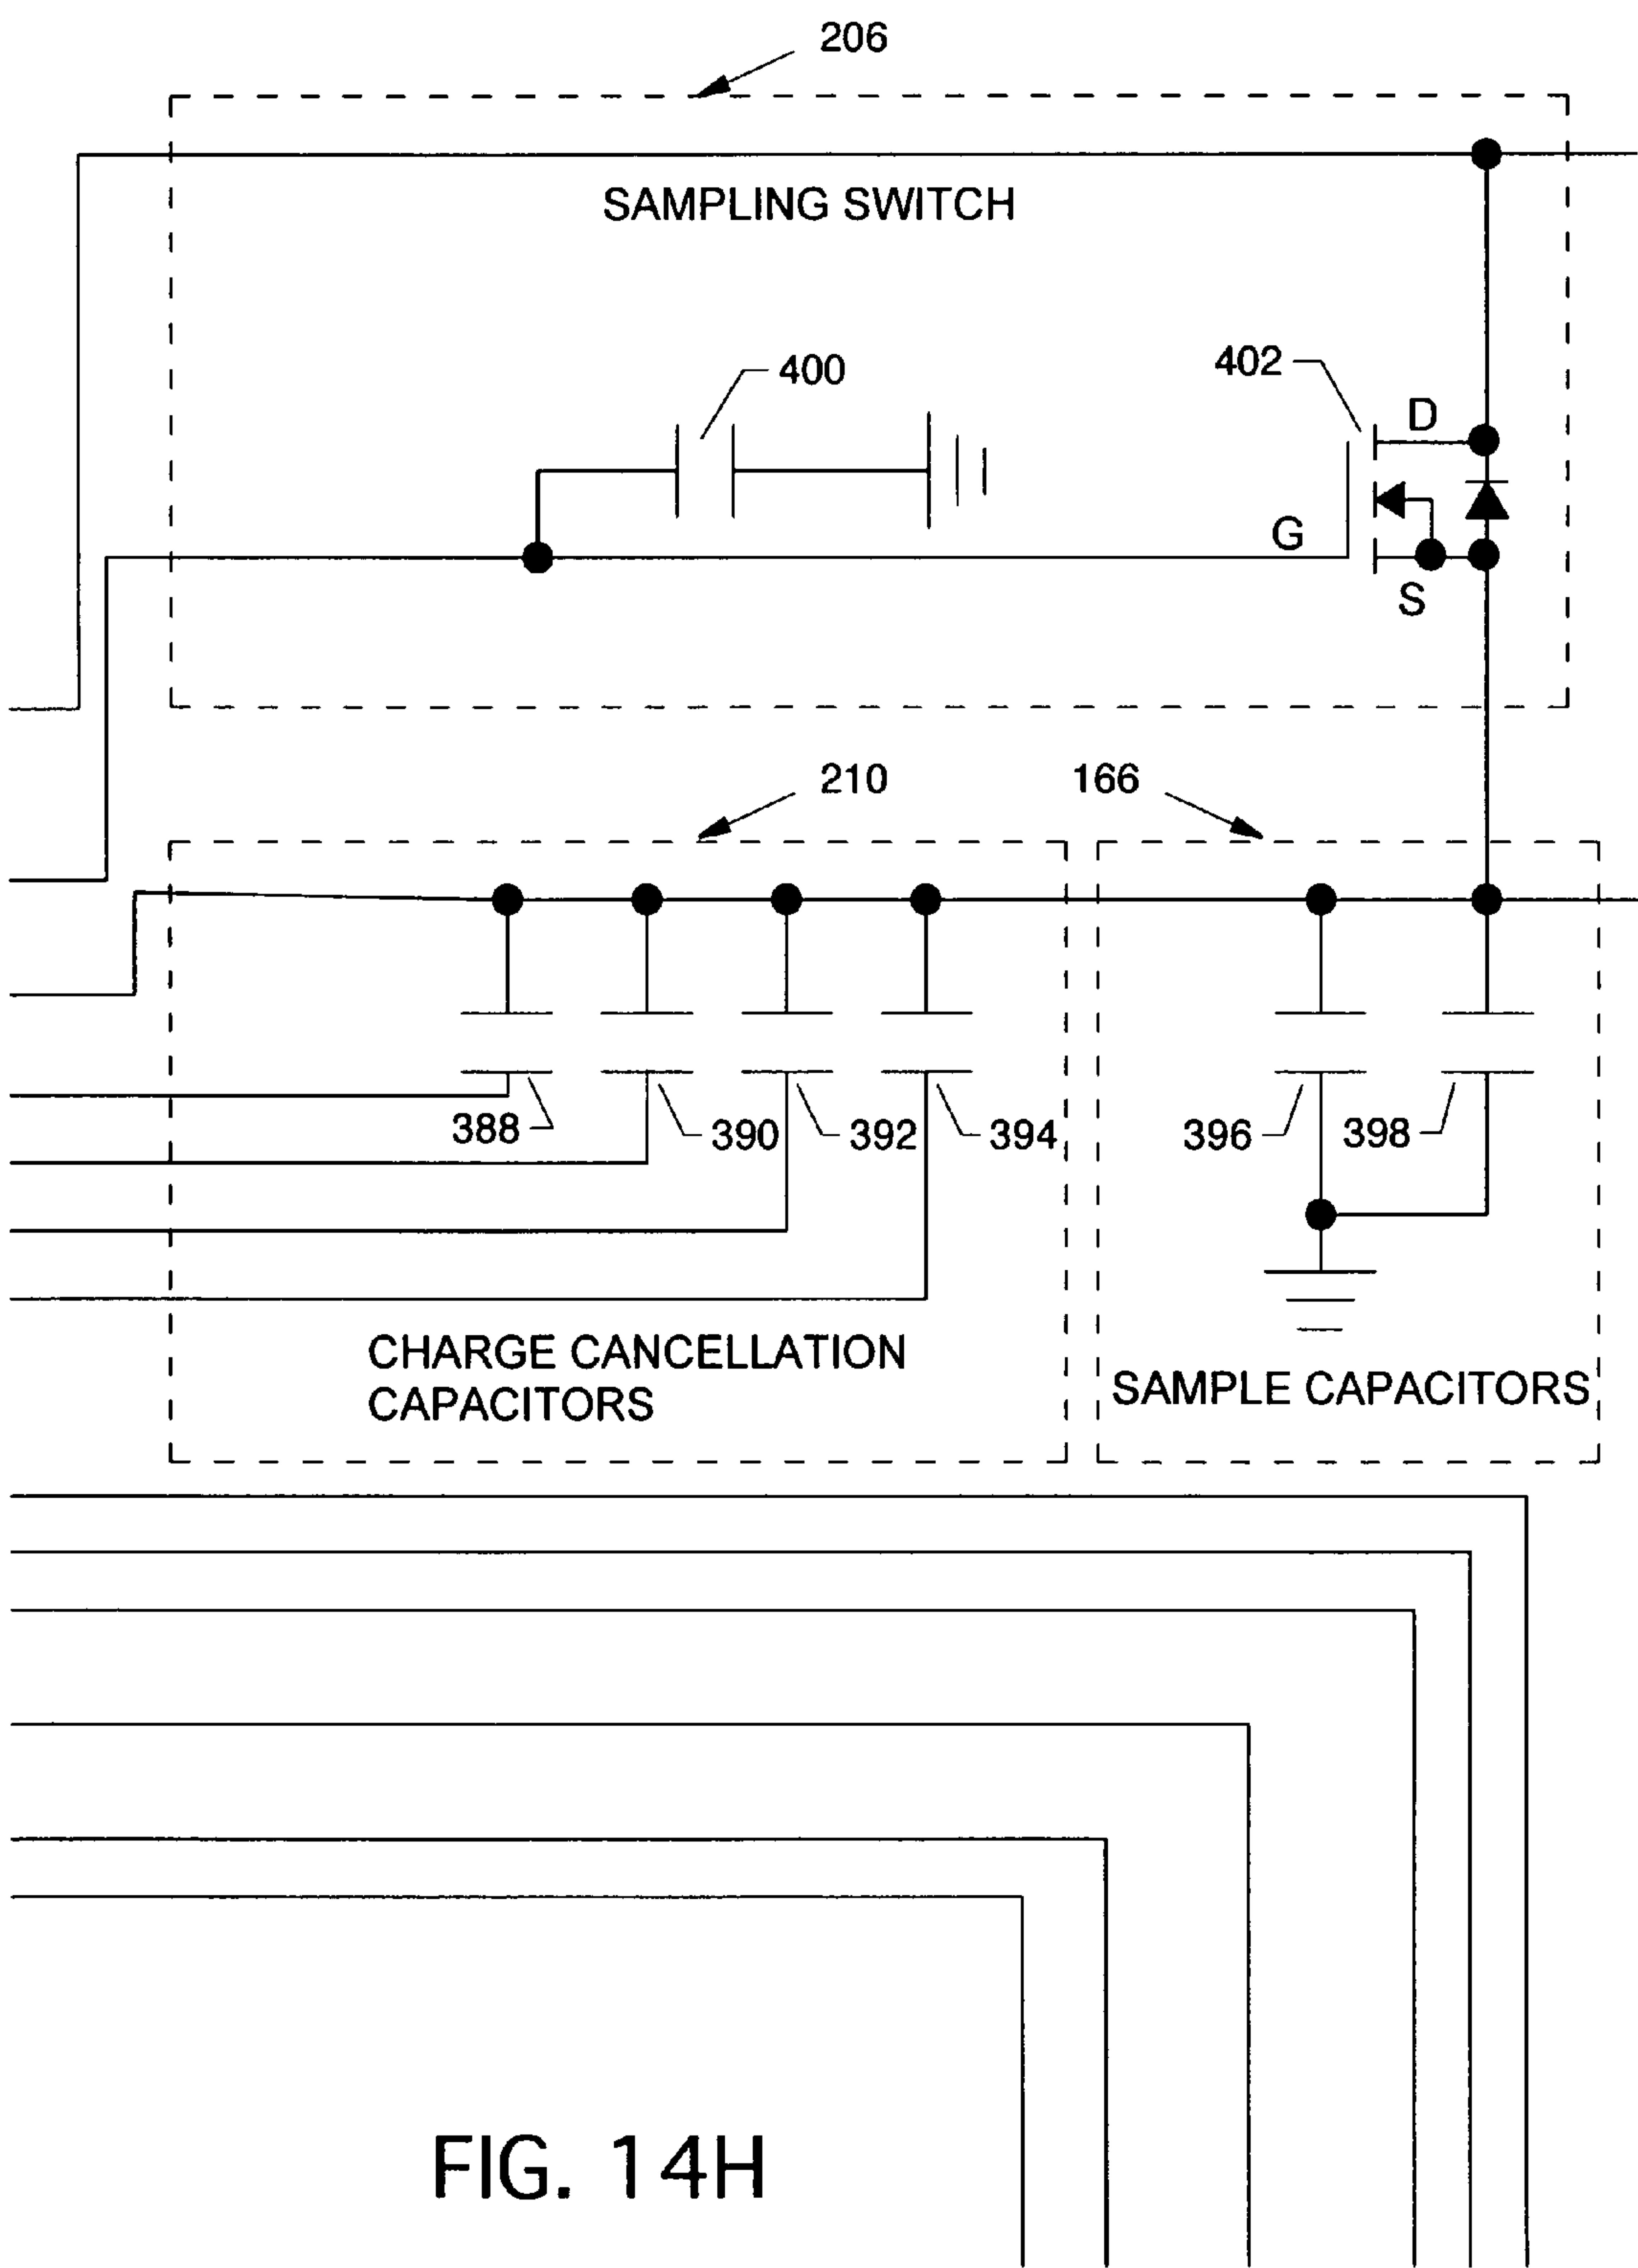 206
SAMPLING SWITCH
400
402
D
G
S
210
166
388
390
392
394
396
398
CHARGE CANCELLATION
CAPACITORS
SAMPLE CAPACITORS
FIG. 14H